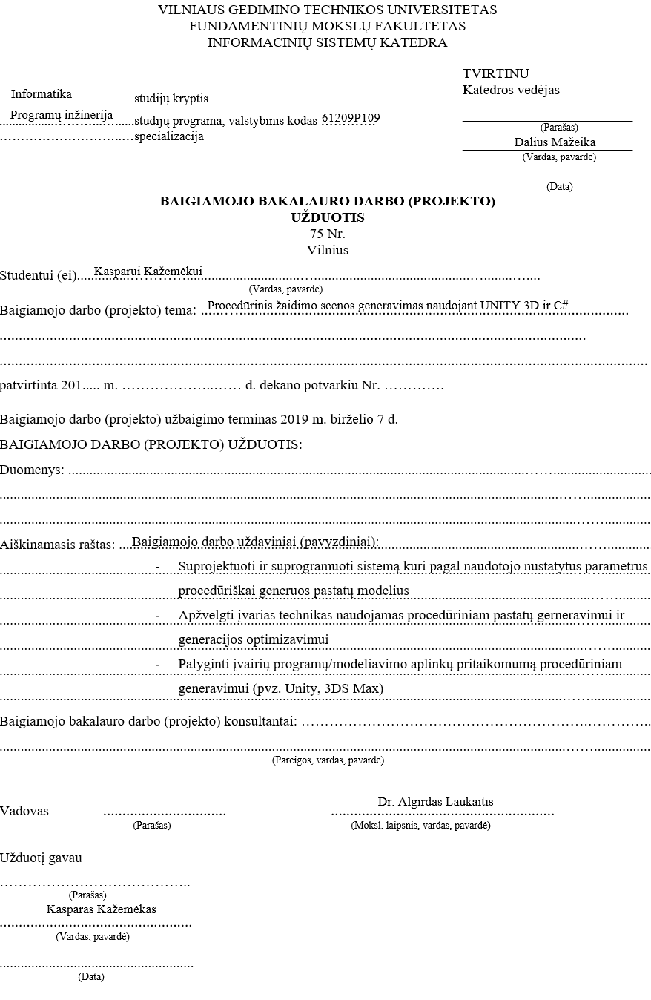 VILNIAUS GEDIMINO TECHNIKOS UNIVERSITETAS
FUNDAMENTINIŲ MOKSLŲ FAKULTETAS
INFORMACINIŲ SISTEMŲ KATEDRA
TVIRTINU
Katedros vedėjas
(Parašas)
Dalius Mažeika
(Vardas, pavardė)
(Data)
Informatika studijų kryptis
Programų inžinerija studijų programa, valstybinis kodas 61209P109
specializacija
BAIGIAMOJO BAKALAURO DARBO (PROJEKTO)
UŽDUOTIS
75 Nr.
Vilnius
Studentui (ei) Kasparui Kažemėkui
(Vardas, pavardė)
Baigiamojo darbo (projekto) tema: Procedūrinis žaidimo scenos generavimas naudojant UNITY 3D ir C#
patvirtinta 201..... m. ........................ d. dekano potvarkiu Nr. .............
Baigiamojo darbo (projekto) užbaigimo terminas 2019 m. birželio 7 d.
BAIGIAMOJO DARBO (PROJEKTO) UŽDUOTIS:
Duomenys:
Aiškinamasis raštas: Baigiamojo darbo uždaviniai (pavyzdiniai):
- Suprojektuoti ir suprogramuoti sistemą kuri pagal naudotojo nustatytus parametrus
procedūriškai generuos pastatų modelius
- Apžvelgti įvarias technikas naudojamas procedūriniam pastatų gerneravimui ir
generacijos optimizavimui
- Palyginti įvairių programų/modeliavimo aplinkų pritaikomumą procedūriniam
generavimui (pvz. Unity, 3DS Max)
Baigiamojo bakalauro darbo (projekto) konsultantai:
(Pareigos, vardas, pavardė)
Dr. Algirdas Laukaitis
Vadovas
(Parašas) (Moksl. laipsnis, vardas, pavardė)
Užduotį gavau
(Parašas)
Kasparas Kažemėkas
(Vardas, pavardė)
(Data)